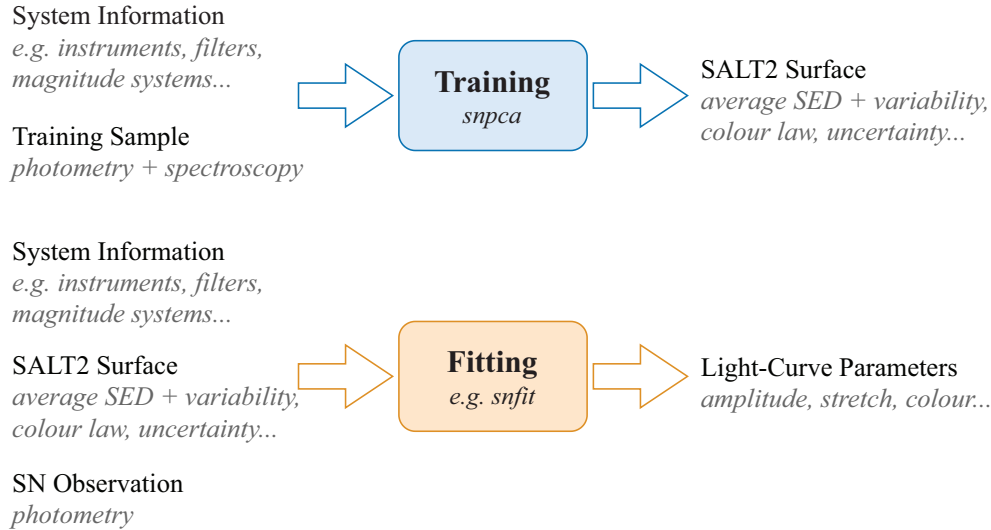 System Information
e.g. instruments, filters,
magnitude systems...
Training Sample
photometry + spectroscopy
Training
snpca
SALT2 Surface
average SED + variability,
colour law, uncertainty...
System Information
e.g. instruments, filters,
magnitude systems...
SALT2 Surface
average SED + variability,
colour law, uncertainty...
SN Observation
photometry
Fitting
e.g. snfit
Light-Curve Parameters
amplitude, stretch, colour...